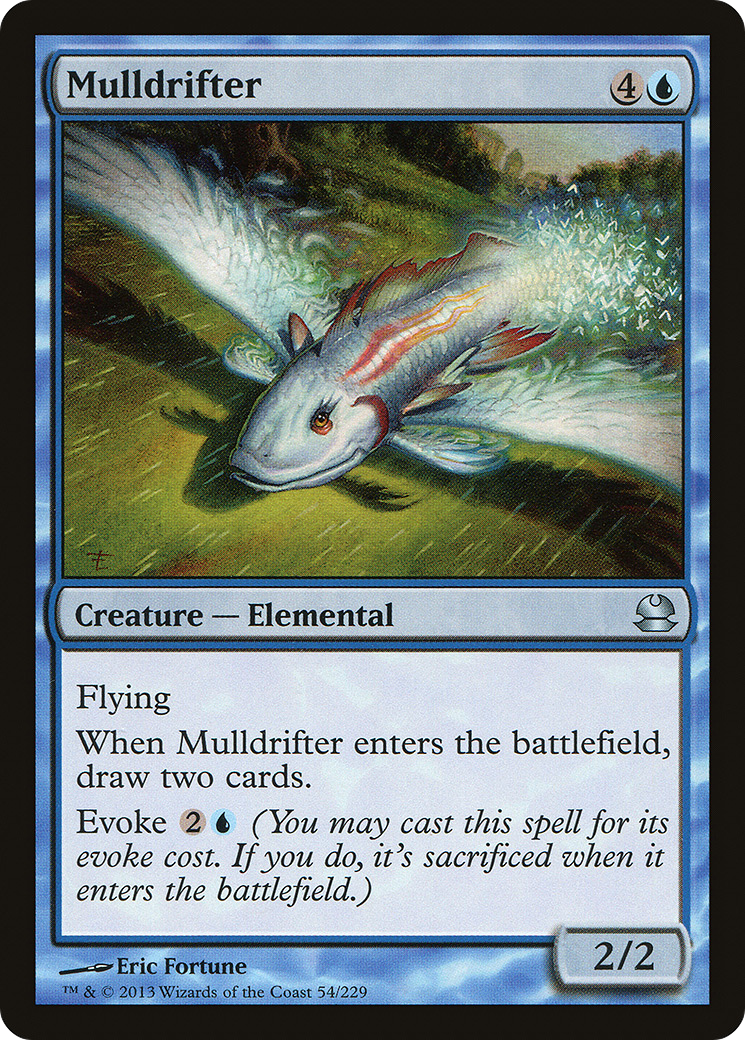 Mulldrifter 4
Creature — Elemental
Flying
When Mulldrifter enters the battlefield,
draw two cards.
Evoke 2 (You may cast this spell for its
evoke cost. If you do, it's sacrificed when it
enters the battlefield.)
2/2
Eric Fortune
™ & © 2013 Wizards of the Coast 54/229